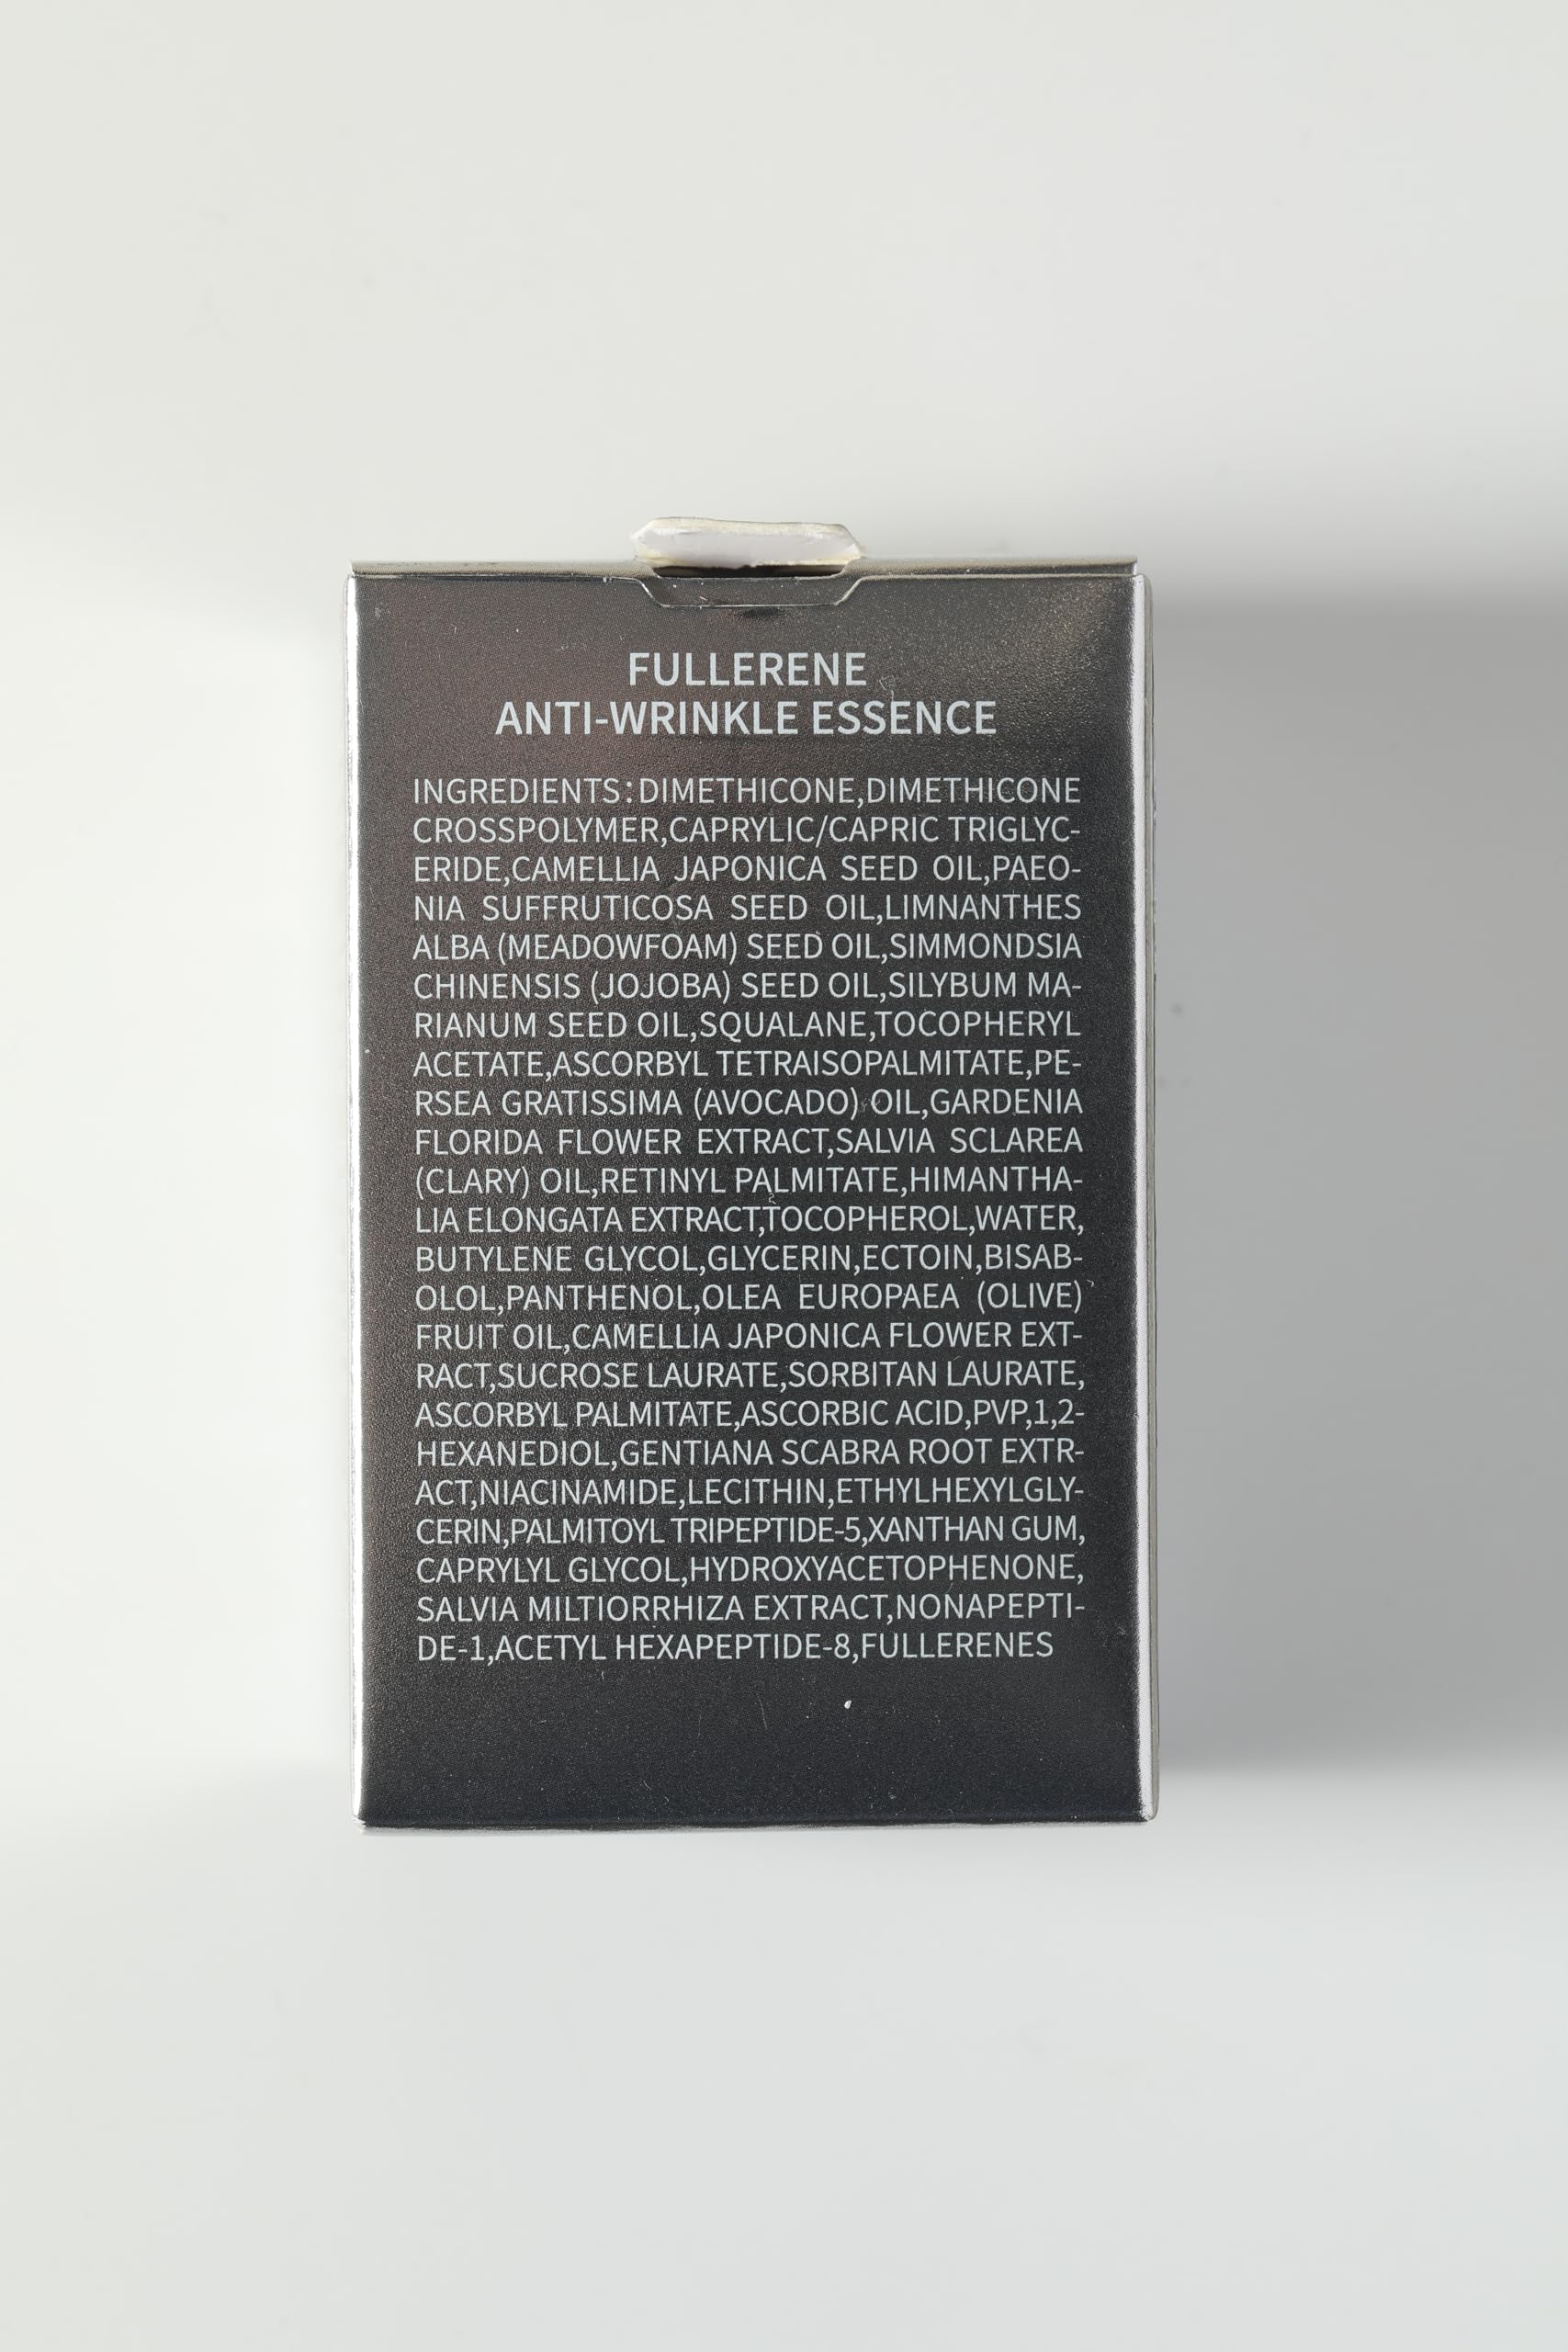 FULLERENE
ANTI-WRINKLE ESSENCE
INGREDIENTS:DIMETHICONE,DIMETHICONE
CROSSPOLYMER,CAPRYLIC/CAPRIC TRIGLYC-
ERIDE,CAMELLIA JAPONICA SEED OIL,PAEO-
NIA SUFFRUTICOSA SEED OIL,LIMNANTHES
ALBA (MEADOWFOAM) SEED OIL,SIMMONDSIA
CHINENSIS (JOJOBA) SEED OIL,SILYBUM MA-
RIANUM SEED OIL,SQUALANE,TOCOPHERYL
ACETATE,ASCORBYL TETRAISOPALMITATE,PE-
RSEA GRATISSIMA (AVOCADO) OIL,GARDENIA
FLORIDA FLOWER EXTRACT,SALVIA SCLAREA
(CLARY) OIL,RETINYL PALMITATE,HIMANTHA-
LIA ELONGATA EXTRACT,TOCOPHEROL,WATER,
BUTYLENE GLYCOL,GLYCERIN,ECTOIN,BISAB-
OLOL,PANTHENOL,OLEA EUROPAEA (OLIVE)
FRUIT OIL,CAMELLIA JAPONICA FLOWER EXT-
RACT,SUCROSE LAURATE,SORBITAN LAURATE,
ASCORBYL PALMITATE,ASCORBIC ACID,PVP,1,2-
HEXANEDIOL,GENTIANA SCABRA ROOT EXTR-
ACT,NIACINAMIDE,LECITHIN,ETHYLHEXYLGLY-
CERIN,PALMITOYL TRIPEPTIDE-5,XANTHAN GUM,
CAPRYLYL GLYCOL,HYDROXYACETOPHENONE,
SALVIA MILTIORRHIZA EXTRACT,NONAPEPTI-
DE-1,ACETYL HEXAPEPTIDE-8,FULLERENES